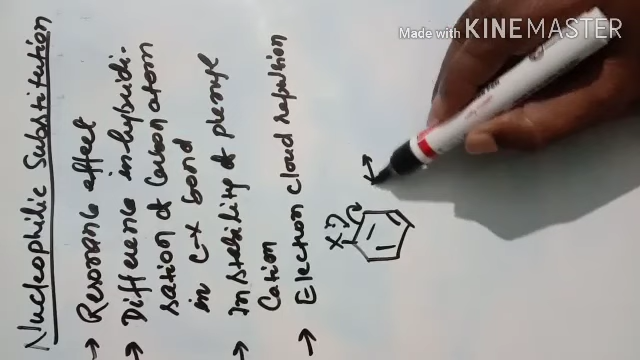 Made with KINEMASTER
Nucleophilic Substitution
→ Resonance effect
→ Difference in hybridi-
sation of Carbon atom
in C-X bond
→ Instability of phenyl
Cation
→ Electron cloud repulsion
X